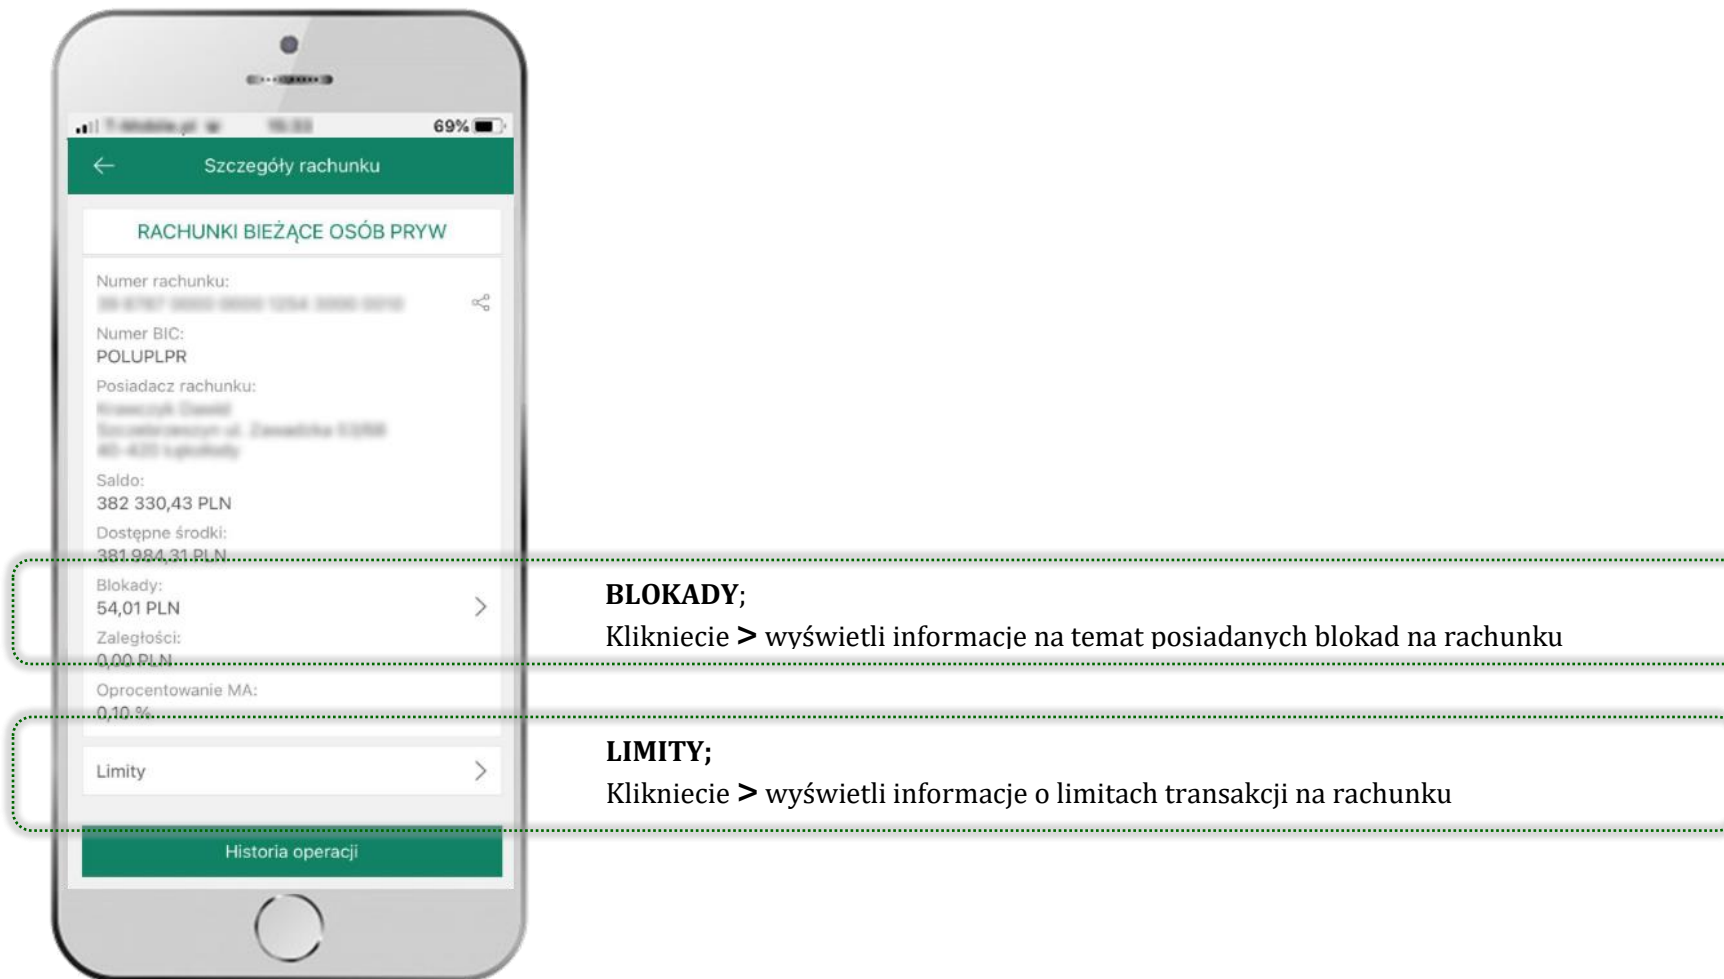 69%
Szczegóły rachunku
RACHUNKI BIEŻĄCE OSÓB PRYW
Numer rachunku:
Numer BIC:
POLUPLPR
Posiadacz rachunku:
Saldo:
382 330,43 PLN
Dostępne środki:
381 984,31 PLN
Blokady:
54,01 PLN
>
Zaległości:
0,00 PLN
Oprocentowanie MA:
0,10 %
Limity
>
Historia operacji
BLOKADY;
Klikniecie > wyświetli informacje na temat posiadanych blokad na rachunku
LIMITY;
Klikniecie > wyświetli informacje o limitach transakcji na rachunku